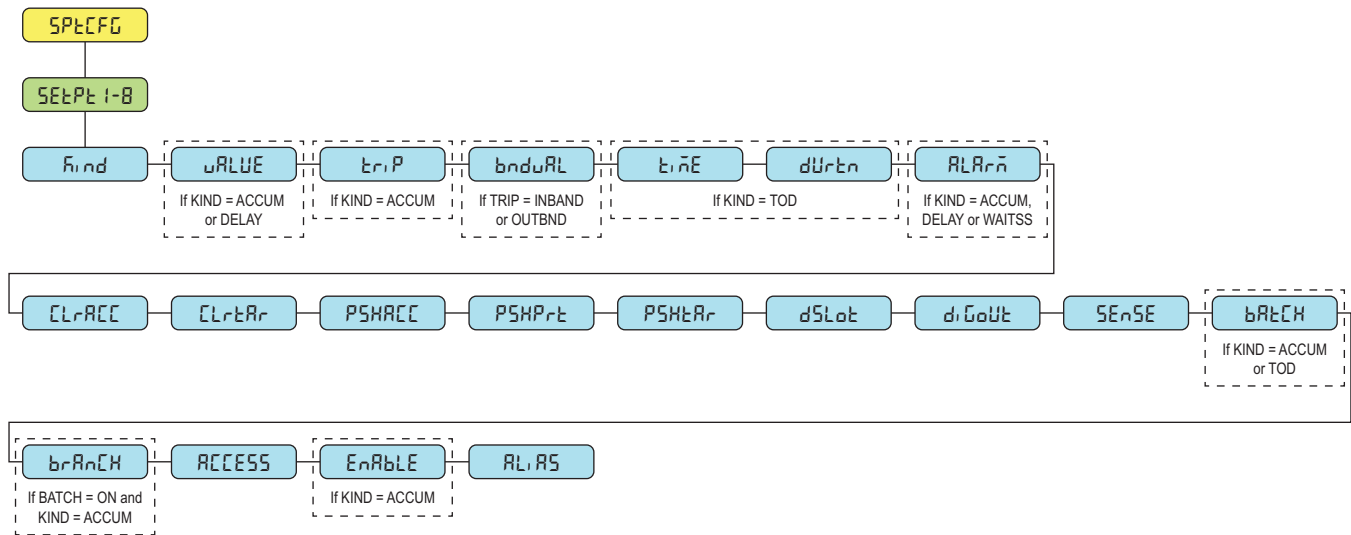 SPtCFG
SEtPt 1-8
KInd
vALUE
trIP
bndvAL
tImE
dUrtn
ALArm
If KIND = ACCUM
or DELAY
If KIND = ACCUM
If TRIP = INBAND
or OUTBND
If KIND = TOD
If KIND = ACCUM,
DELAY or WAITSS
CLrACC
CLrtAr
PSHACC
PSHPrt
PSHtAr
dSLot
diGoUt
SEnSE
bAtCH
If KIND = ACCUM
or TOD
brAnCH
ACCESS
EnAbLE
ALiAS
If BATCH = ON and
KIND = ACCUM
If KIND = ACCUM